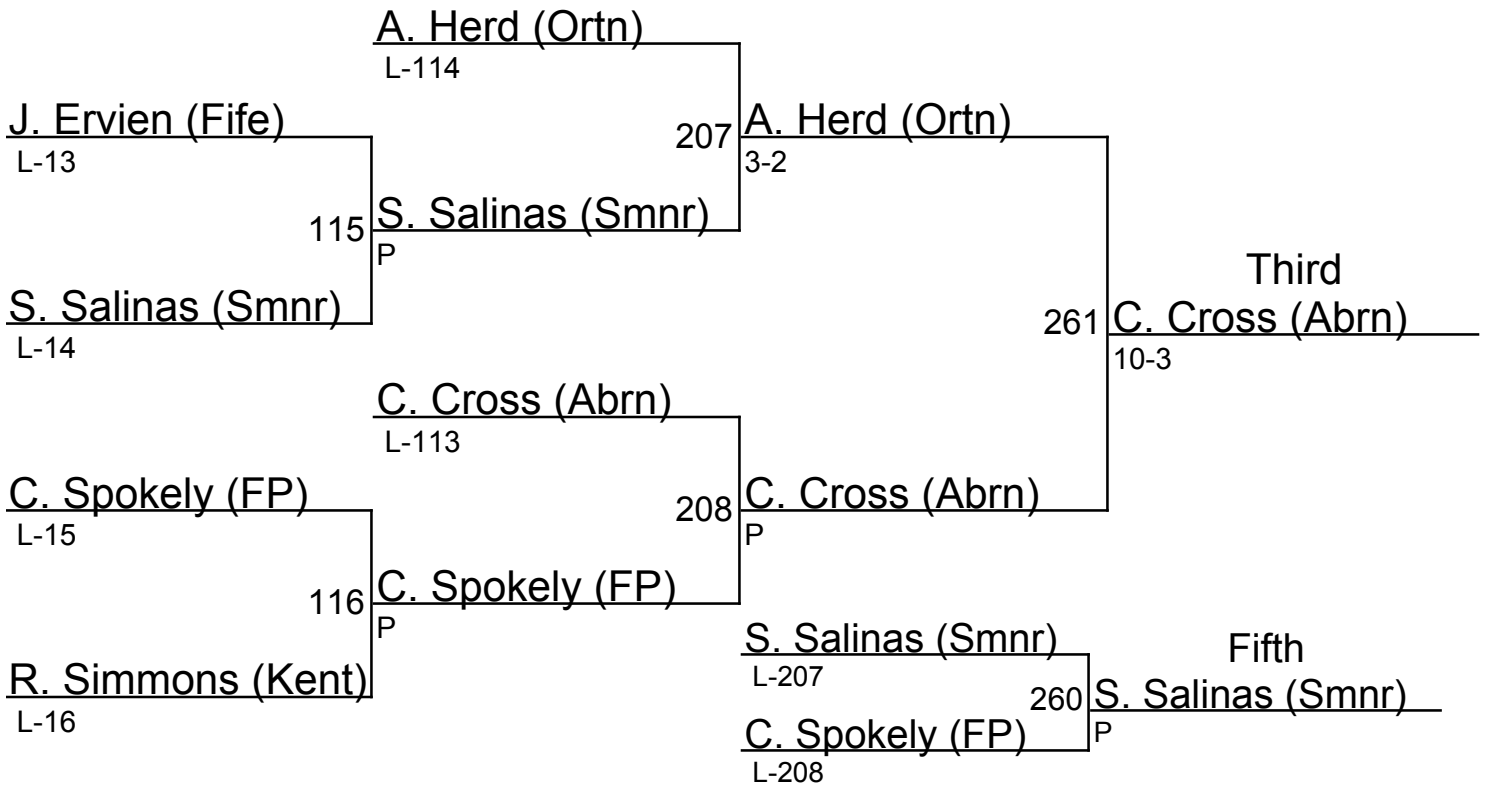 A. Herd (Ortn)
L-114
J. Ervien (Fife)
L-13
207
A. Herd (Ortn)
3-2
115
S. Salinas (Smnr)
P
S. Salinas (Smnr)
L-14
Third
261
C. Cross (Abrn)
10-3
C. Cross (Abrn)
L-113
C. Spokely (FP)
L-15
208
C. Cross (Abrn)
P
116
C. Spokely (FP)
P
R. Simmons (Kent)
L-16
S. Salinas (Smnr)
L-207
Fifth
260
S. Salinas (Smnr)
P
C. Spokely (FP)
L-208